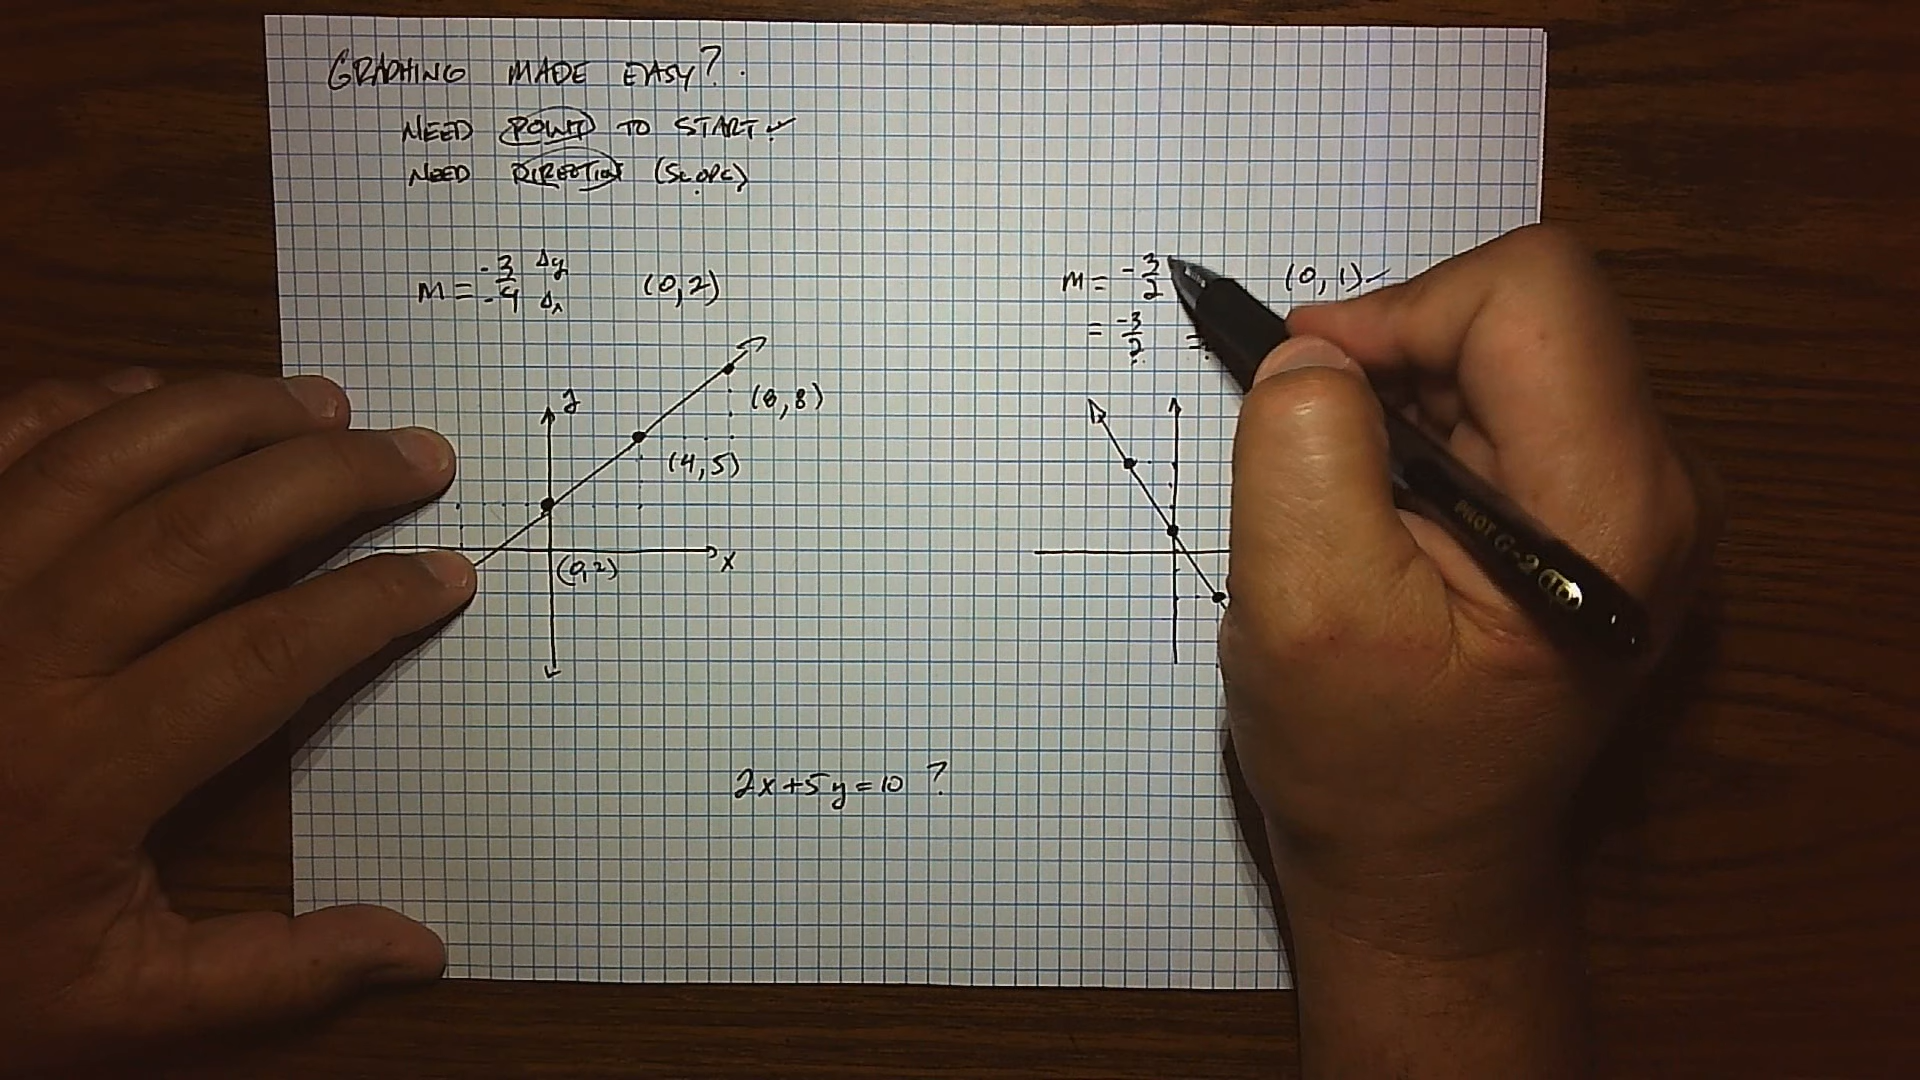 GRAPHING MADE EASY?
NEED POINT TO START ✓
NEED DIRECTION (SLOPE)
m = -3/-4 Δy/Δx (0,2)
m = -3/2 (0,1)
= -3/2 =
y
(8,8)
(4,5)
x
(0,2)
2x+5y=10 ?
PILOT G-2 10